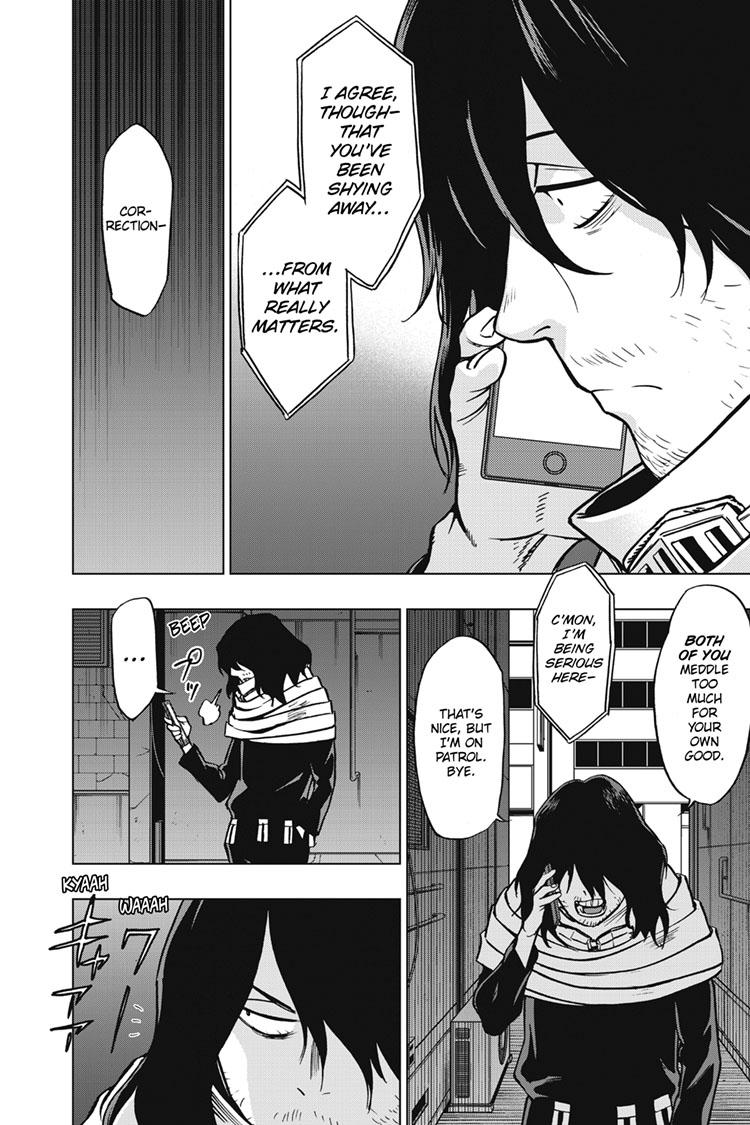 I AGREE,
THOUGH-
THAT
YOU'VE
BEEN
SHYING
AWAY...
...FROM
WHAT
REALLY
MATTERS.
COR-
RECTION-
BOTH
OF YOU
MEDDLE
TOO
MUCH
FOR
YOUR
OWN
GOOD.
C'MON,
I'M
BEING
SERIOUS
HERE-
THAT'S
NICE, BUT
I'M ON
PATROL.
BYE.
BEEP
プツ
...
KYAAH
キャアア
WAAAH
ワー